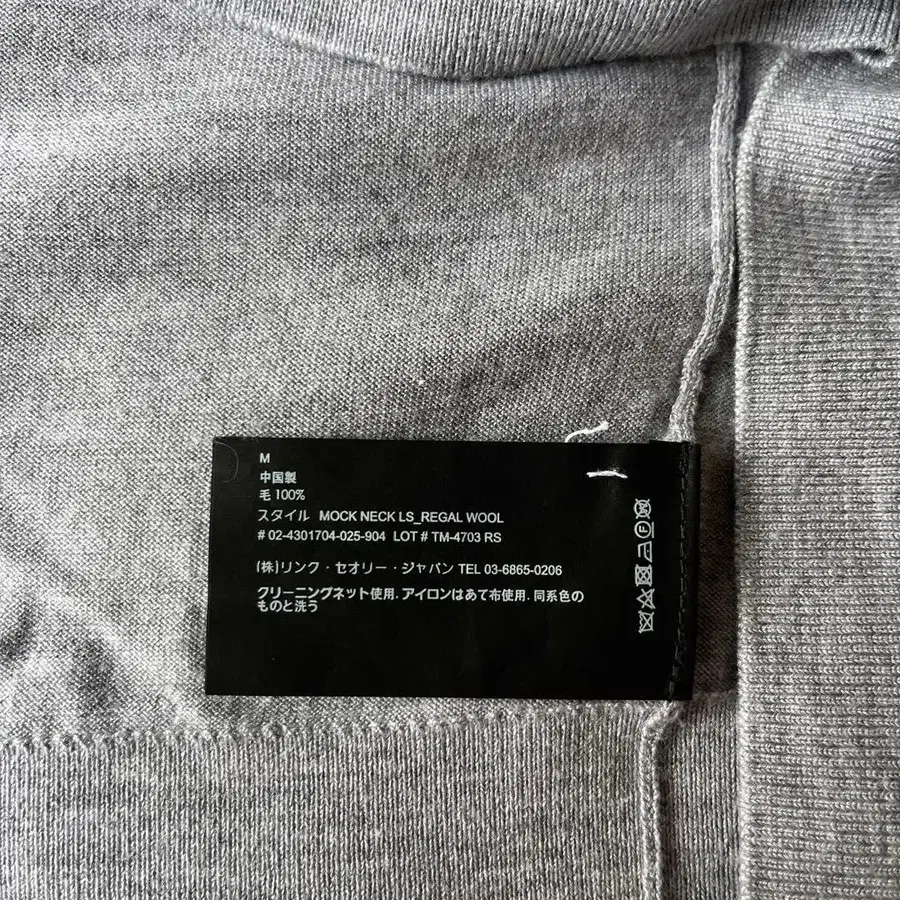 M
中国製
毛 100%
スタイル MOCK NECK LS_REGAL WOOL
# 02-4301704-025-904 LOT # TM-4703 RS
(株)リンク・セオリー・ジャパン TEL 03-6865-0206
クリーニングネット使用.アイロンはあて布使用.同系色の
ものと洗う